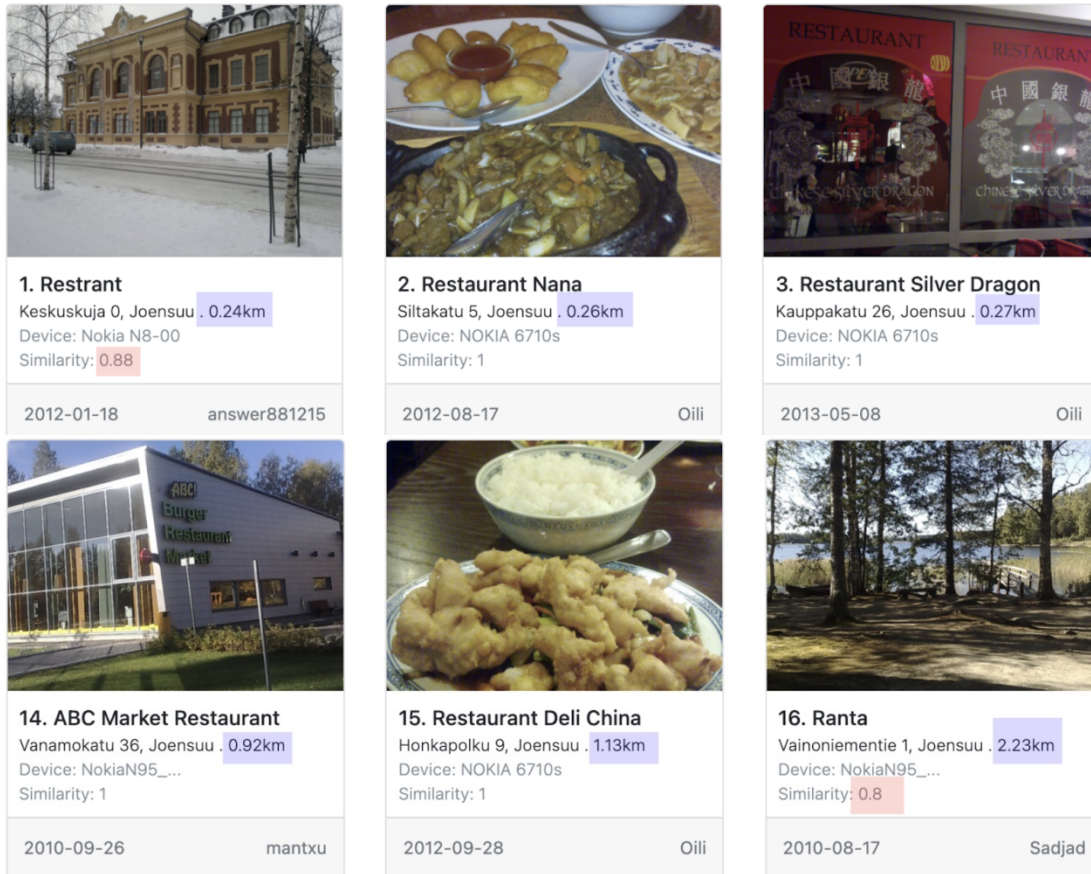 RESTAURANT
中國銀龍
OPEN
CHINESE SILVER DRAGON
RESTAURAN
中國銀龍
CHINESE SILVER DRAG
1. Restrant
Keskuskuja 0, Joensuu . 0.24km
Device: Nokia N8-00
Similarity: 0.88
2012-01-18 answer881215
2. Restaurant Nana
Siltakatu 5, Joensuu . 0.26km
Device: NOKIA 6710s
Similarity: 1
2012-08-17 Oili
3. Restaurant Silver Dragon
Kauppakatu 26, Joensuu . 0.27km
Device: NOKIA 6710s
Similarity: 1
2013-05-08 Oili
ABC!
Burger
Restaurant
Market
14. ABC Market Restaurant
Vanamokatu 36, Joensuu . 0.92km
Device: NokiaN95_...
Similarity: 1
2010-09-26 mantxu
15. Restaurant Deli China
Honkapolku 9, Joensuu . 1.13km
Device: NOKIA 6710s
Similarity: 1
2012-09-28 Oili
16. Ranta
Vainoniementie 1, Joensuu . 2.23km
Device: NokiaN95_...
Similarity: 0.8
2010-08-17 Sadjad